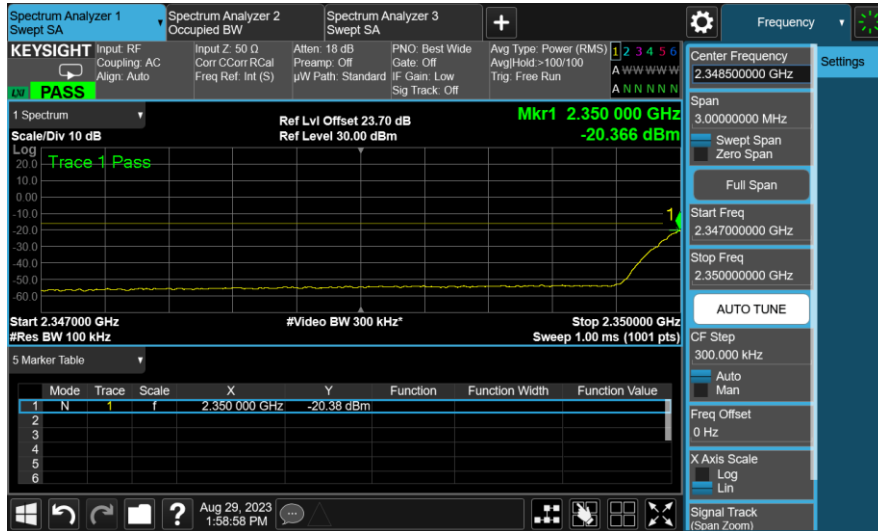 Spectrum Analyzer 1
Swept SA
Spectrum Analyzer 2
Occupied BW
Spectrum Analyzer 3
Swept SA
+
Frequency
KEYSIGHT
LXI PASS
Input: RF
Coupling: AC
Align: Auto
Input Z: 50 Ω
Corr CCorr RCal
Freq Ref: Int (S)
Atten: 18 dB
Preamp: Off
µW Path: Standard
PNO: Best Wide
Gate: Off
IF Gain: Low
Sig Track: Off
Avg Type: Power (RMS)
Avg|Hold:>100/100
Trig: Free Run
1 2 3 4 5 6
A W W W W W
A N N N N N
1 Spectrum
Scale/Div 10 dB
Ref Lvl Offset 23.70 dB
Ref Level 30.00 dBm
Mkr1 2.350 000 GHz
-20.366 dBm
Log
Trace 1 Pass
20.0
10.0
0.00
-10.0
-20.0
-30.0
-40.0
-50.0
-60.0
1
Start 2.347000 GHz
#Res BW 100 kHz
#Video BW 300 kHz*
Stop 2.350000 GHz
Sweep 1.00 ms (1001 pts)
5 Marker Table
Mode Trace Scale X Y Function Function Width Function Value
1 N 1 f 2.350 000 GHz -20.38 dBm
2
3
4
5
6
?
Aug 29, 2023
1:58:58 PM
Center Frequency
2.348500000 GHz
Settings
Span
3.00000000 MHz
Swept Span
Zero Span
Full Span
Start Freq
2.347000000 GHz
Stop Freq
2.350000000 GHz
AUTO TUNE
CF Step
300.000 kHz
Auto
Man
Freq Offset
0 Hz
X Axis Scale
Log
Lin
Signal Track
(Span Zoom)